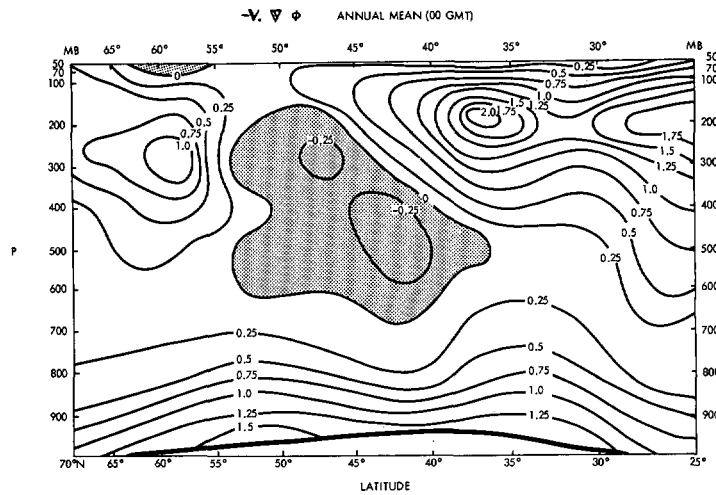 -V. ∇ φ ANNUAL MEAN (00 GMT)
MB 65° 60° 55° 50° 45° 40° 35° 30° MB
50 0 0.25 50
70 0.5 70
100 0.25 0.75 100
0.5 1.0
0.75 2.0 1.75 1.5 1.25
200 1.0 1.75 200
-0.25 1.5
300 1.25 300
0 1.0
400 -0.25 0.75 400
P 500 0.5 500
0.25
600 600
0.25
700 0.25 700
0.5 0.5
800 0.75 0.75 800
1.0 1.0
900 1.25 1.25 900
1.5
70°N 65° 60° 55° 50° 45° 40° 35° 30° 25°
LATITUDE